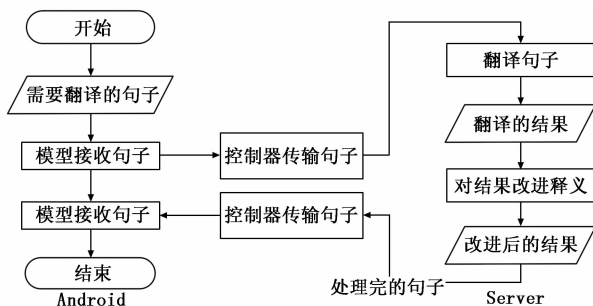 开始
需要翻译的句子
模型接收句子
控制器传输句子
翻译句子
翻译的结果
对结果改进释义
改进后的结果
处理完的句子
控制器传输句子
模型接收句子
结束
Android
Server